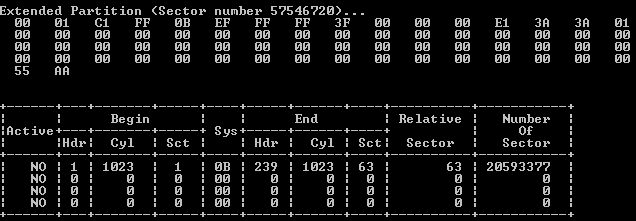 Extended Partition (Sector number 57546720)...
00 01 C1 FF 0B EF FF FF 3F 00 00 00 E1 3A 3A 01
00 00 00 00 00 00 00 00 00 00 00 00 00 00 00 00
00 00 00 00 00 00 00 00 00 00 00 00 00 00 00 00
00 00 00 00 00 00 00 00 00 00 00 00 00 00 00 00
55 AA
Begin End Relative Number
Active Sys Of
Hdr Cyl Sct Hdr Cyl Sct Sector Sector
NO 1 1023 1 0B 239 1023 63 63 20593377
NO 0 0 0 00 0 0 0 0 0
NO 0 0 0 00 0 0 0 0 0
NO 0 0 0 00 0 0 0 0 0